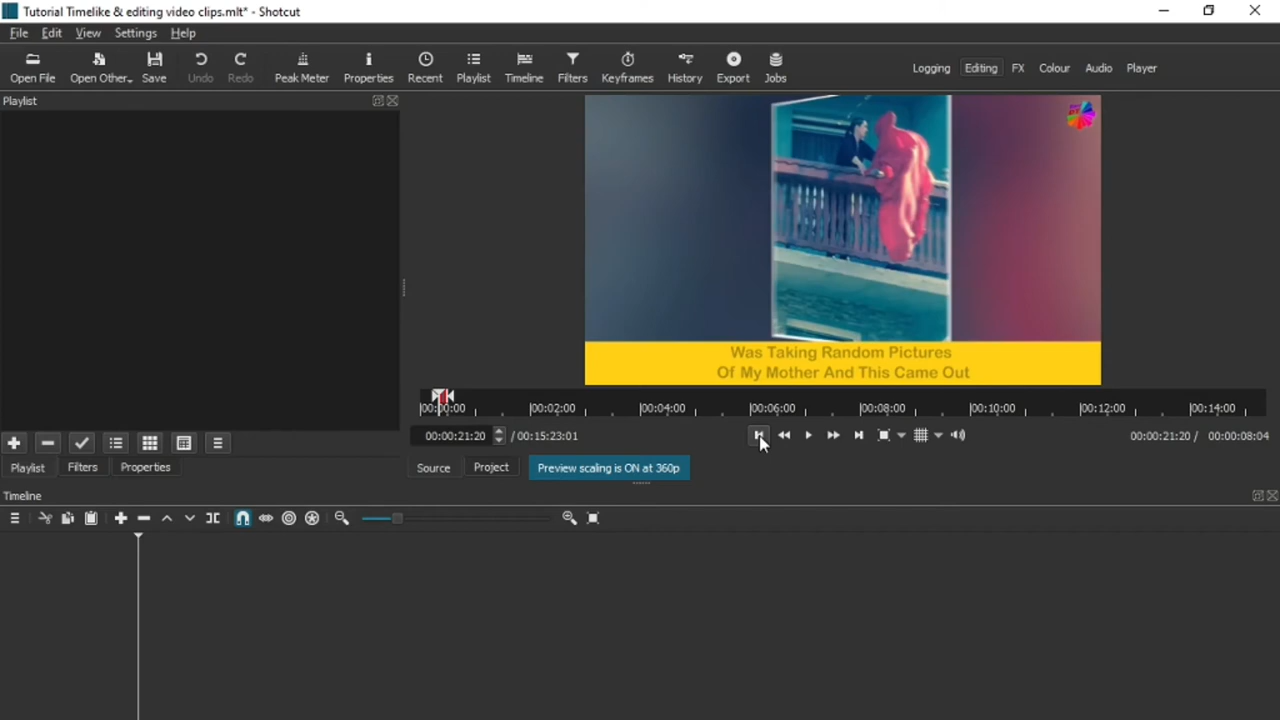 Tutorial Timelike & editing video clips.mlt* - Shotcut
File Edit View Settings Help
Open File Open Other... Save Undo Redo Peak Meter Properties Recent Playlist Timeline Filters Keyframes History Export Jobs
Logging Editing FX Colour Audio Player
Playlist
Was Taking Random Pictures
Of My Mother And This Came Out
00:00:00 00:02:00 00:04:00 00:06:00 00:08:00 00:10:00 00:12:00 00:14:00
00:00:21:20 / 00:15:23:01 00:00:21:20 / 00:00:08:04
Playlist Filters Properties Source Project Preview scaling is ON at 360p
Timeline